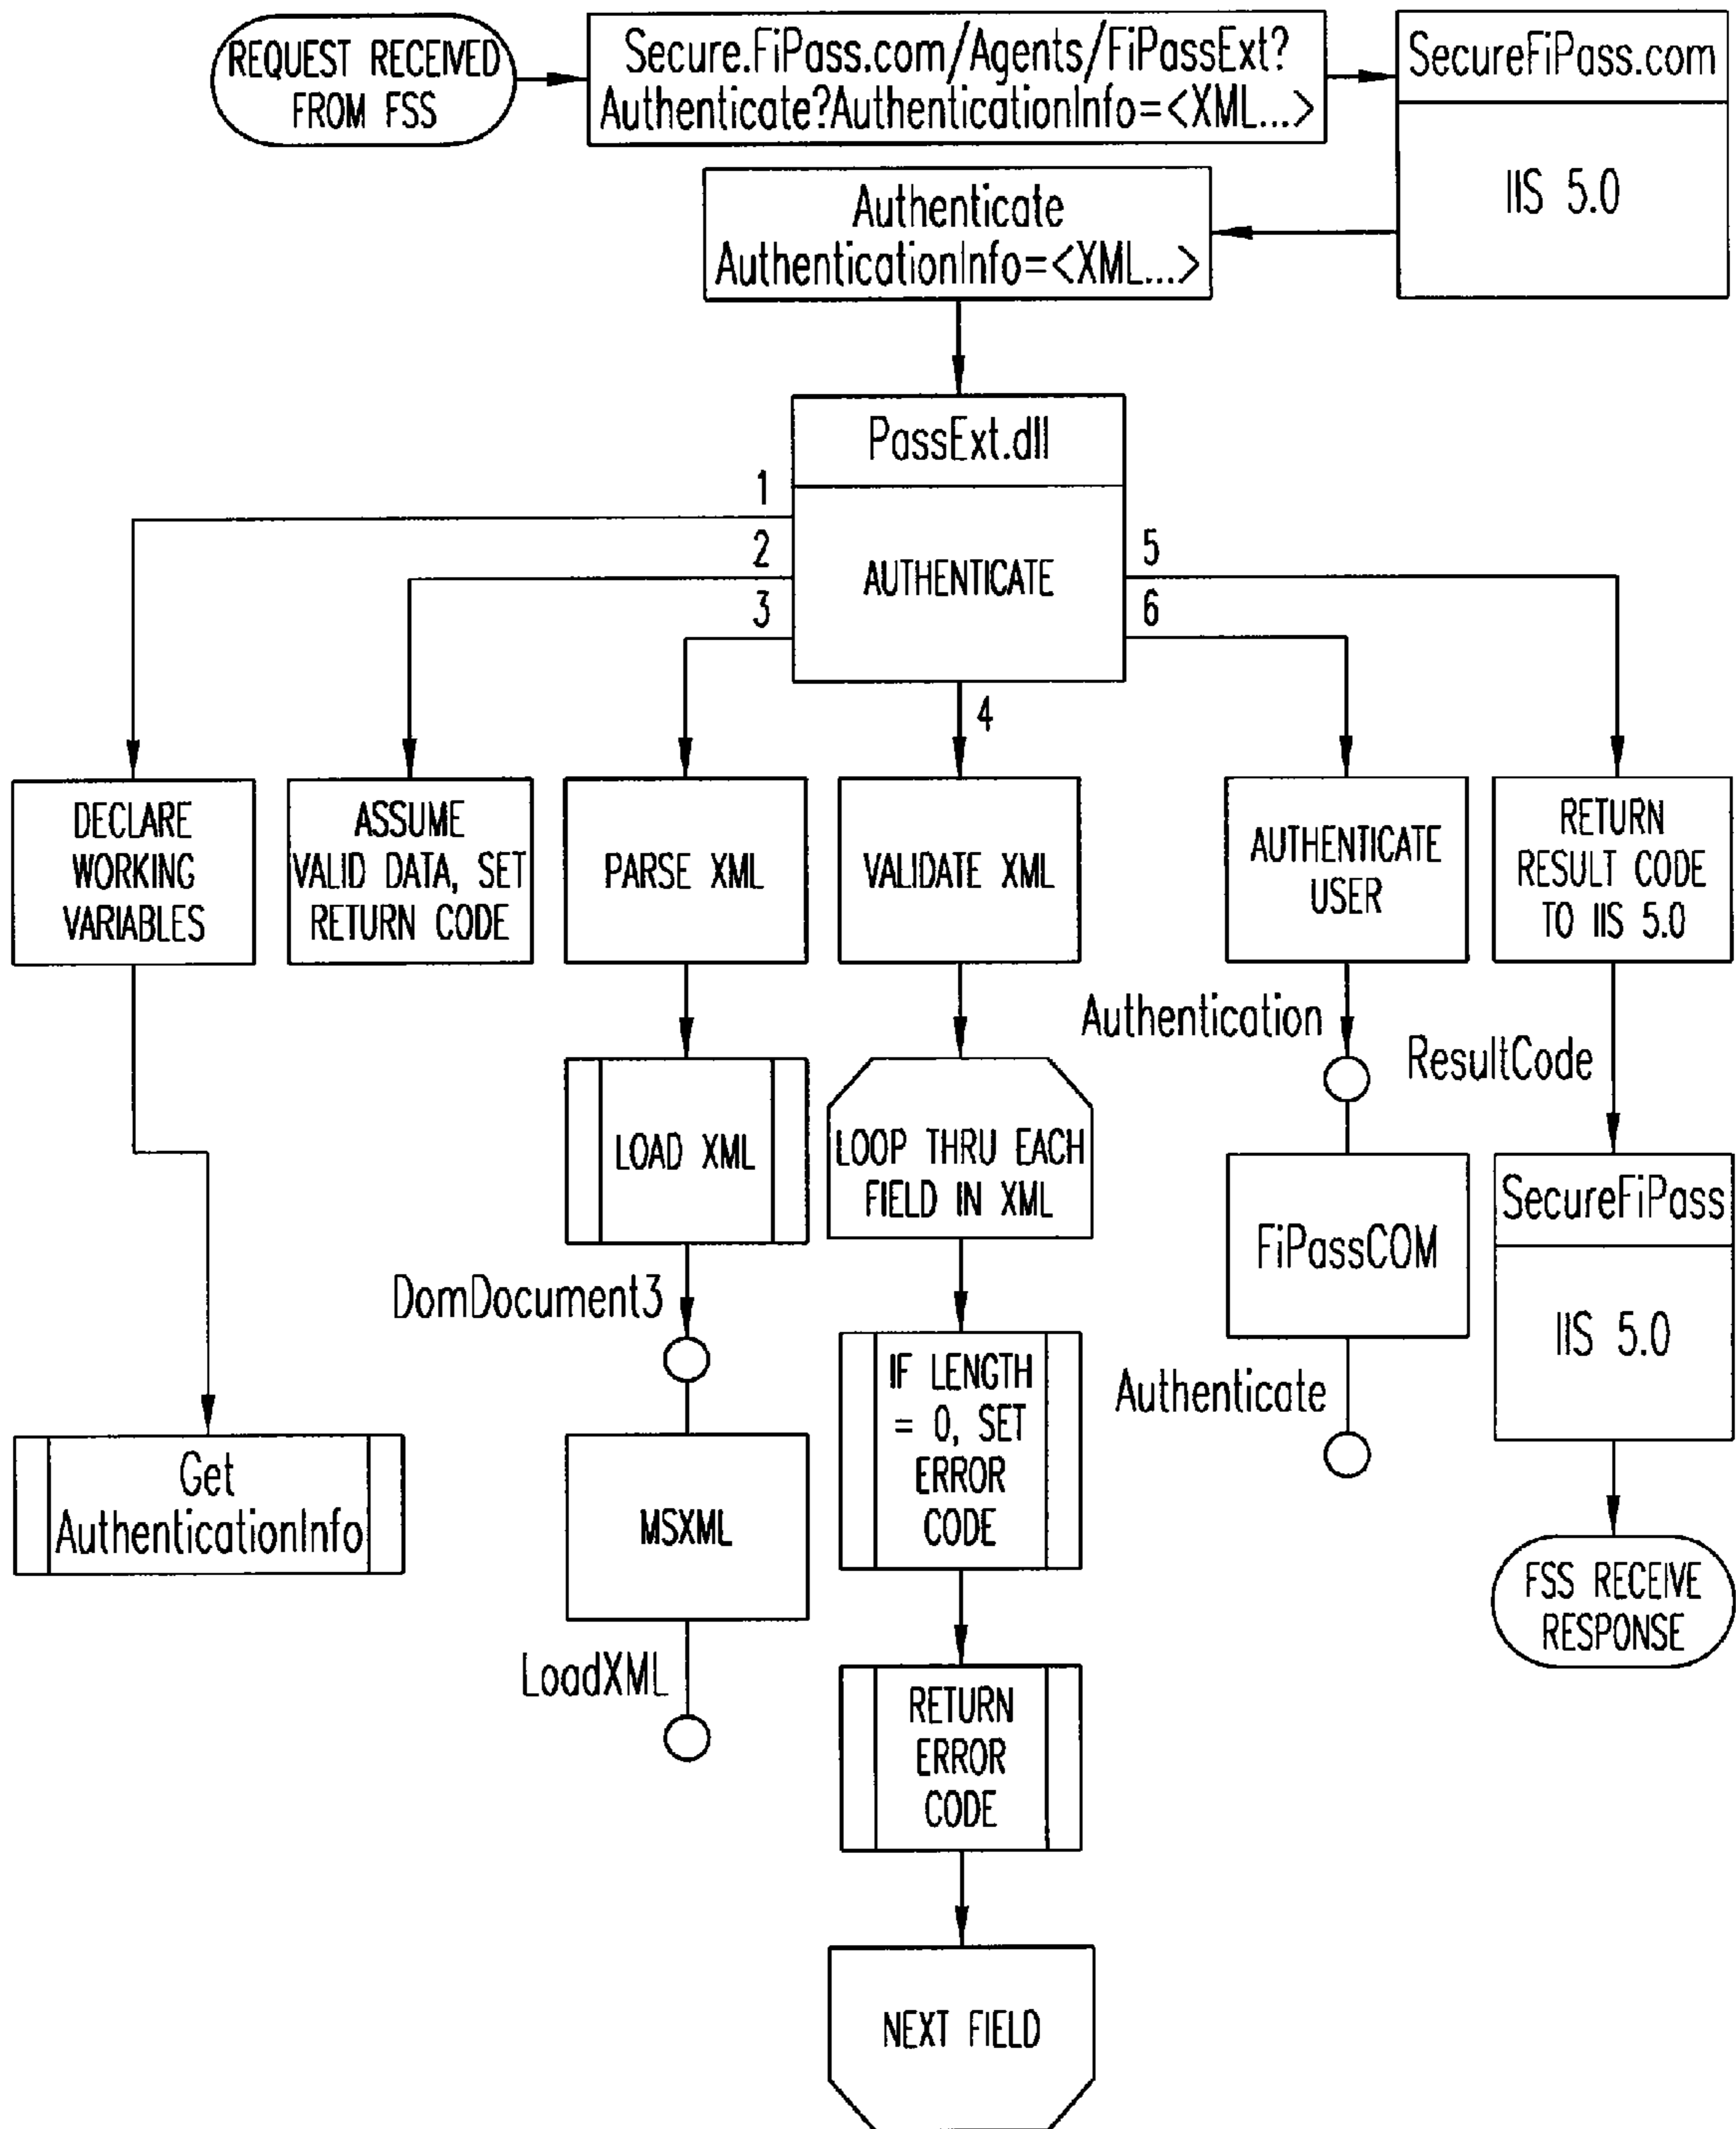 REQUEST RECEIVED
FROM FSS
Secure.FiPass.com/Agents/FiPassExt?
Authenticate?AuthenticationInfo=<XML...>
SecureFiPass.com
IIS 5.0
Authenticate
AuthenticationInfo=<XML...>
PassExt.dll
AUTHENTICATE
1
2
3
4
5
6
DECLARE
WORKING
VARIABLES
ASSUME
VALID DATA, SET
RETURN CODE
PARSE XML
VALIDATE XML
AUTHENTICATE
USER
RETURN
RESULT CODE
TO IIS 5.0
Authentication
ResultCode
LOAD XML
LOOP THRU EACH
FIELD IN XML
FiPassCOM
SecureFiPass
IIS 5.0
DomDocument3
IF LENGTH
= 0, SET
ERROR
CODE
Authenticate
Get
AuthenticationInfo
MSXML
FSS RECEIVE
RESPONSE
LoadXML
RETURN
ERROR
CODE
NEXT FIELD